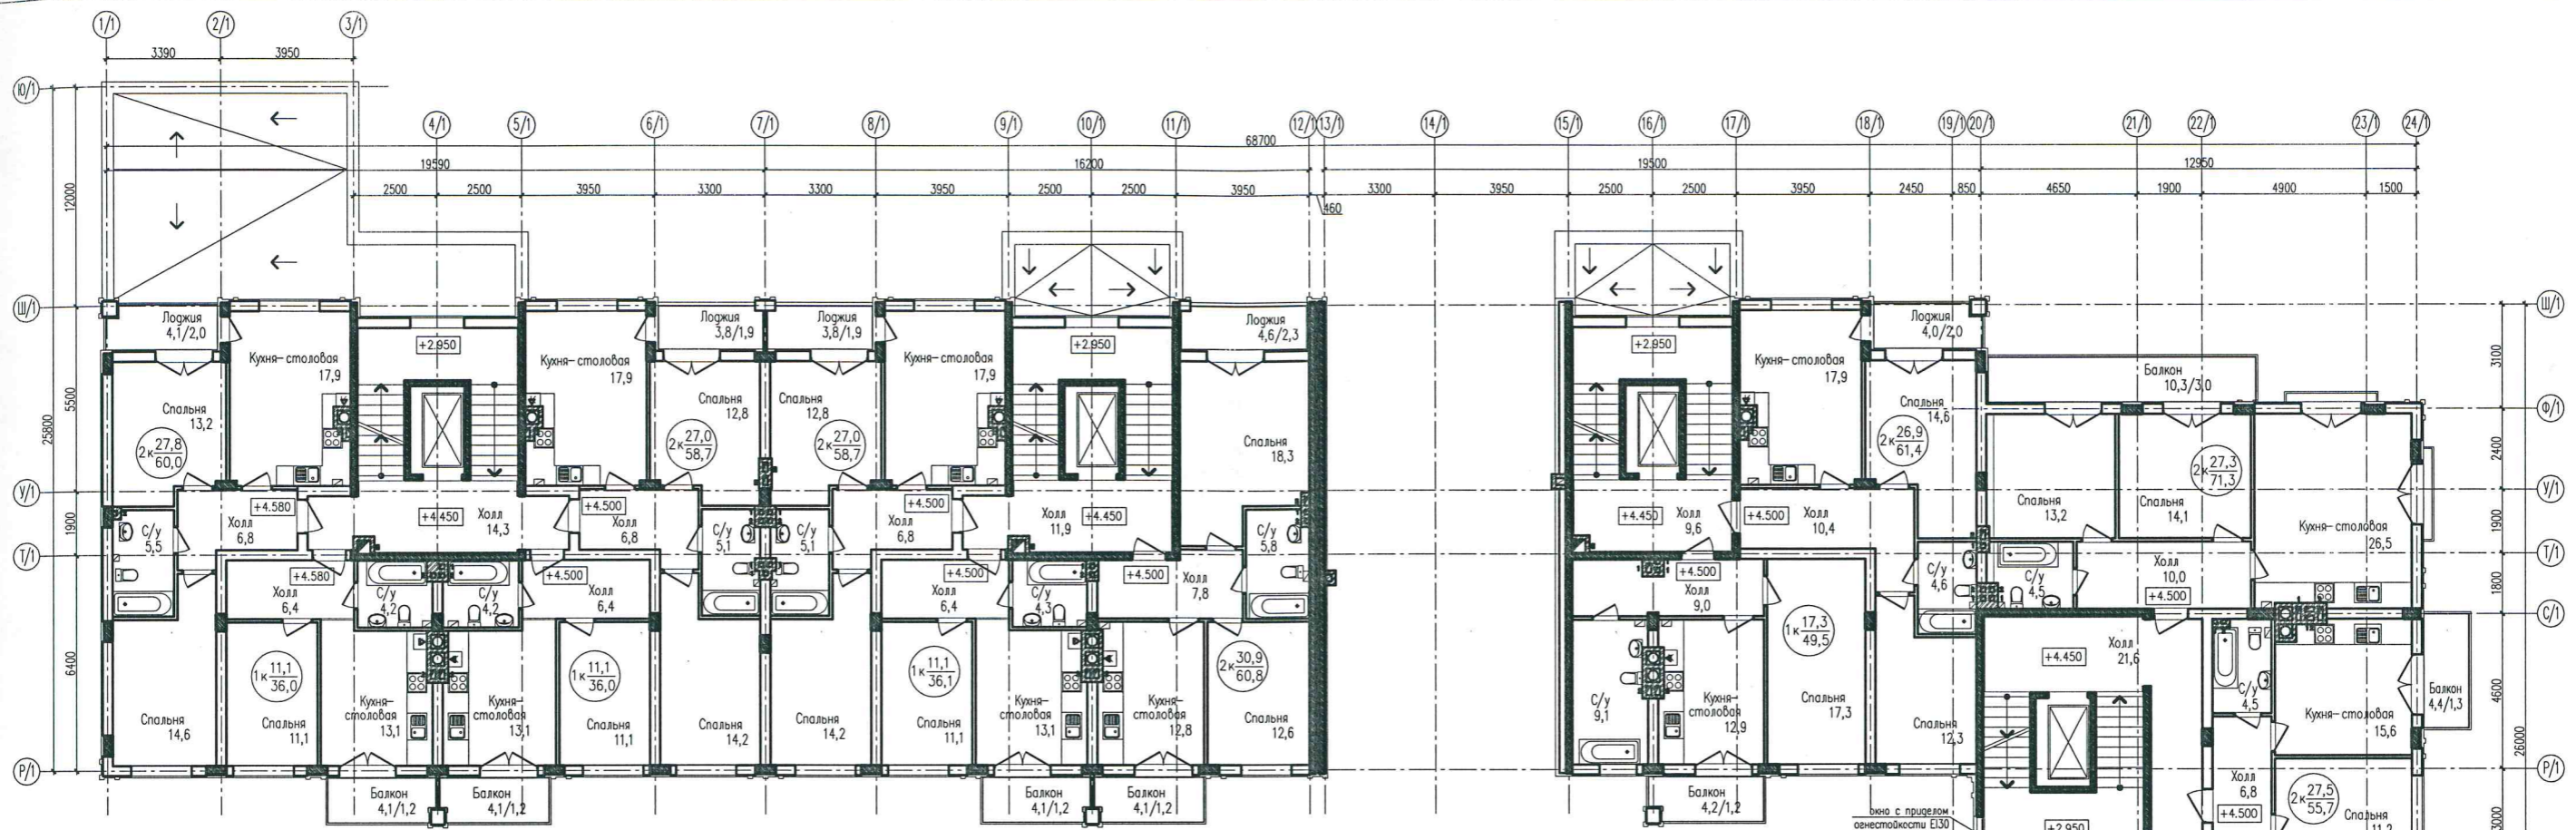 1/1
2/1
3/1
3390
3950
Ю/1
4/1
5/1
6/1
7/1
8/1
9/1
10/1
11/1
12/1
13/1
14/1
15/1
16/1
17/1
18/1
19/1
20/1
21/1
22/1
23/1
24/1
68700
19590
16200
19500
12950
2500
2500
3950
3300
3300
3950
2500
2500
3950
460
3300
3950
2500
2500
3950
2450
850
4650
1900
4900
1500
12000
25800
5500
1900
6400
Ш/1
Ш/1
Лоджия
4,1/2,0
Лоджия
3,8/1,9
Лоджия
3,8/1,9
Лоджия
4,6/2,3
Лоджия
4,0/2,0
+2.950
+2.950
+2.950
Кухня-столовая
17,9
Кухня-столовая
17,9
Кухня-столовая
17,9
Кухня-столовая
17,9
Балкон
10,3/3,0
3100
Ф/1
Спальня
13,2
Спальня
12,8
Спальня
12,8
Спальня
18,3
Спальня
14,6
2к 27,8
60,0
2к 27,0
58,7
2к 27,0
58,7
2к 26,9
61,4
2к 27,3
71,3
2400
У/1
У/1
Спальня
13,2
Спальня
14,1
Кухня-столовая
26,5
+4.580
+4.450
Холл
14,3
+4.500
+4.500
Холл
11,9
+4.450
+4.450
Холл
9,6
+4.500
Холл
10,4
С/у
5,5
Холл
6,8
Холл
6,8
С/у
5,1
С/у
5,1
Холл
6,8
С/у
5,8
1900
Т/1
Т/1
+4.580
Холл
6,4
С/у
4,2
С/у
4,2
+4.500
Холл
6,4
+4.500
Холл
6,4
С/у
4,3
+4.500
Холл
7,8
+4.500
Холл
9,0
С/у
4,6
С/у
4,5
Холл
10,0
+4.500
1800
С/1
1к 11,1
36,0
1к 11,1
36,0
1к 11,1
36,1
2к 30,9
60,8
1к 17,3
49,5
+4.450
Холл
21,6
Спальня
14,6
Спальня
11,1
Кухня-
столовая
13,1
Кухня-
столовая
13,1
Спальня
11,1
Спальня
14,2
Спальня
14,2
Спальня
11,1
Кухня-
столовая
13,1
Кухня-
столовая
12,8
Спальня
12,6
С/у
9,1
Кухня-
столовая
12,9
Спальня
17,3
Спальня
12,3
С/у
4,5
Кухня-столовая
15,6
Балкон
4,4/1,3
4600
26000
Р/1
Р/1
Балкон
4,1/1,2
Балкон
4,1/1,2
Балкон
4,1/1,2
Балкон
4,1/1,2
Балкон
4,2/1,2
окно с приделом
огнестойкости EI30
+2.950
Холл
6,8
+4.500
2к 27,5
55,7
Спальня
11,2